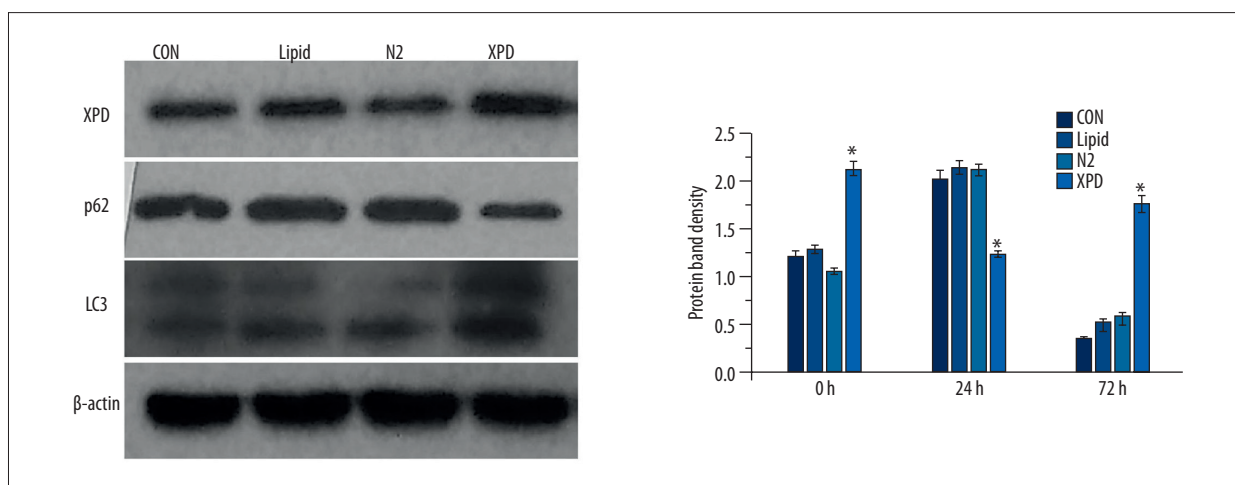 CON Lipid N2 XPD
XPD
p62
LC3
β-actin
CON
Lipid
N2
XPD
Protein band density
2.5
2.0
1.5
1.0
0.5
0.0
*
*
*
0 h 24 h 72 h